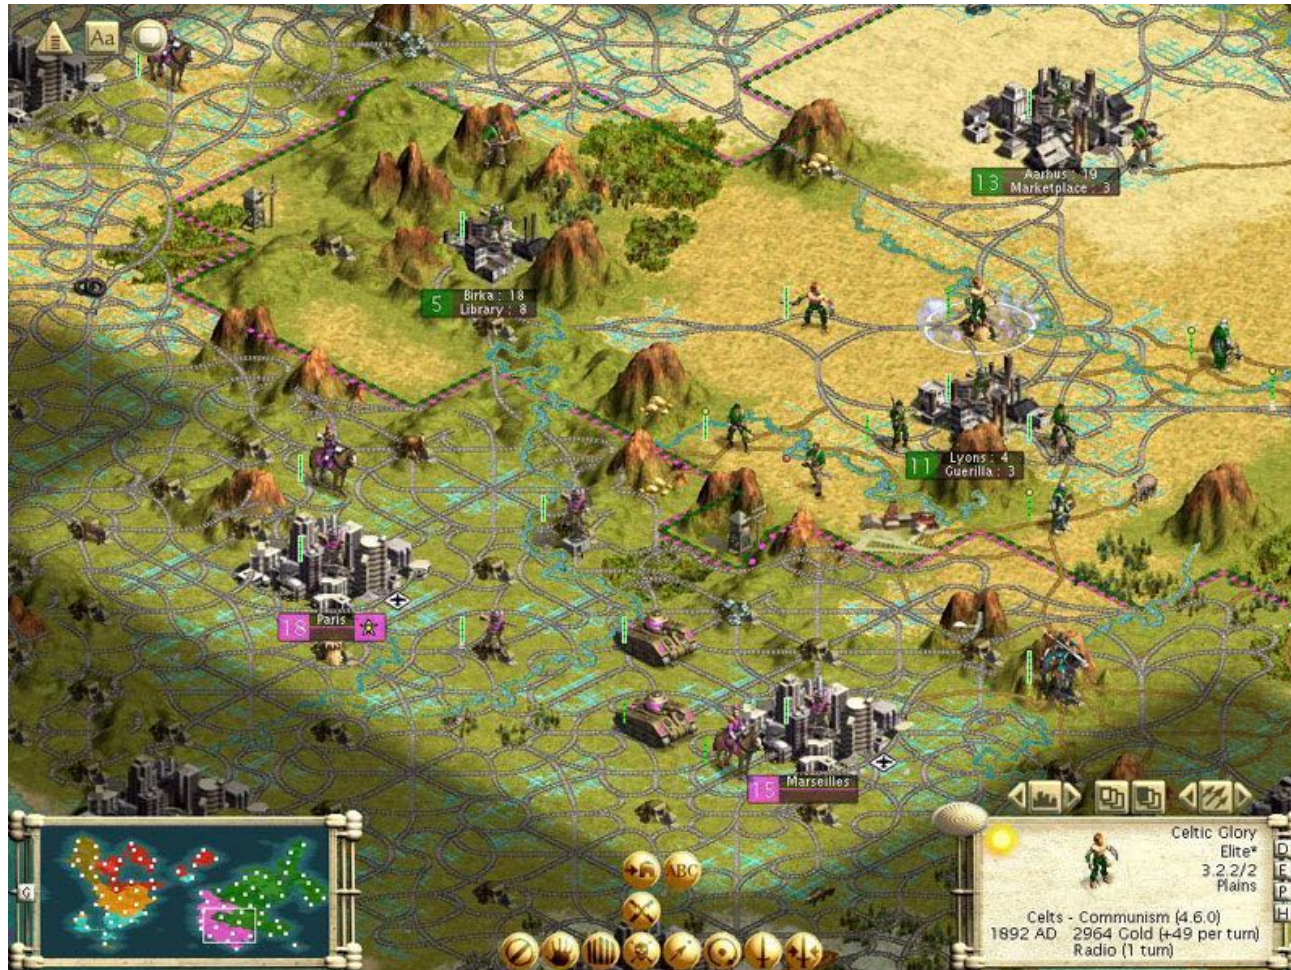 Aa
13
Aarhus : 19
Marketplace : 3
5
Birka : 18
Library : 8
11
Lyons : 4
Guerilla : 3
18
Paris
15
Marseilles
G
ABC
Celtic Glory
Elite*
3.2.2/2
Plains
Celts - Communism (4.6.0)
1892 AD 2964 Gold (+49 per turn)
Radio (1 turn)
D
E
P
H